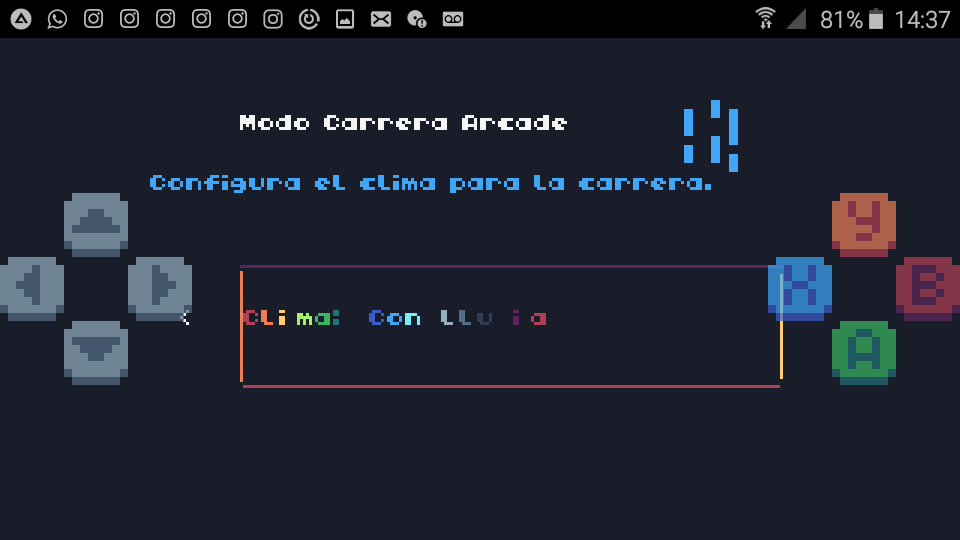 81% 14:37
Modo Carrera Arcade
Configura el clima para la carrera.
Y
X B
Clima: Con lluvia
A